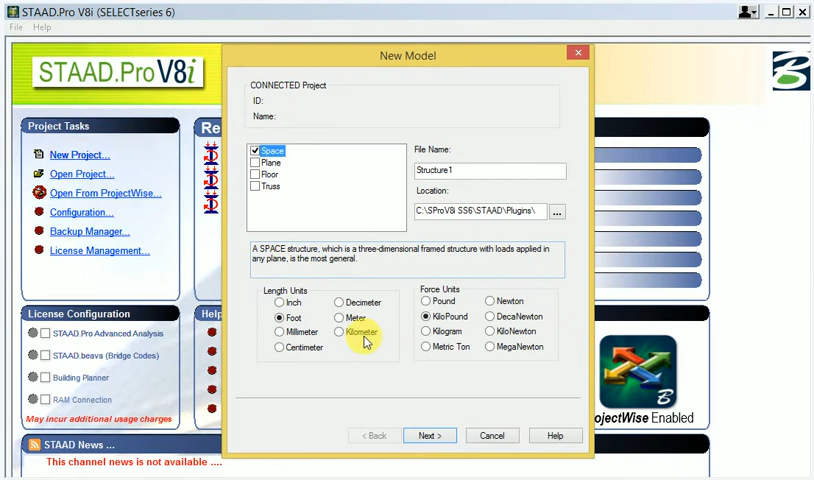 STAAD.Pro V8i (SELECTseries 6)
File Help
New Model
STAAD.Pro V8i
CONNECTED Project
ID:
Name:
Project Tasks
New Project...
Open Project...
Open From ProjectWise...
Configuration...
Backup Manager...
License Management...
Re
Space
Plane
Floor
Truss
File Name:
Structure1
Location:
C:\SProV8i SS6\STAAD\Plugins\
...
A SPACE structure, which is a three-dimensional framed structure with loads applied in
any plane, is the most general.
Length Units
Inch
Foot
Millimeter
Centimeter
Decimeter
Meter
Kilometer
Force Units
Pound
KiloPound
Kilogram
Metric Ton
Newton
DecaNewton
KiloNewton
MegaNewton
License Configuration
STAAD.Pro Advanced Analysis
STAAD.beava (Bridge Codes)
Building Planner
RAM Connection
May incur additional usage charges
Help
ProjectWise Enabled
< Back
Next >
Cancel
Help
STAAD News ...
This channel news is not available ....